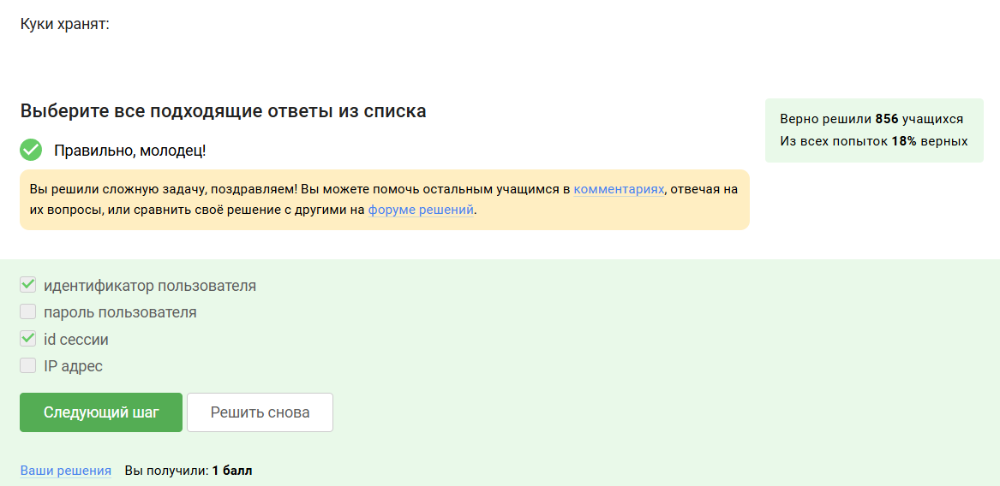 Куки хранят:
Выберите все подходящие ответы из списка
Верно решили 856 учащихся
Из всех попыток 18% верных
Правильно, молодец!
Вы решили сложную задачу, поздравляем! Вы можете помочь остальным учащимся в комментариях, отвечая на
их вопросы, или сравнить своё решение с другими на форуме решений.
идентификатор пользователя
пароль пользователя
id сессии
IP адрес
Следующий шаг
Решить снова
Ваши решения Вы получили: 1 балл